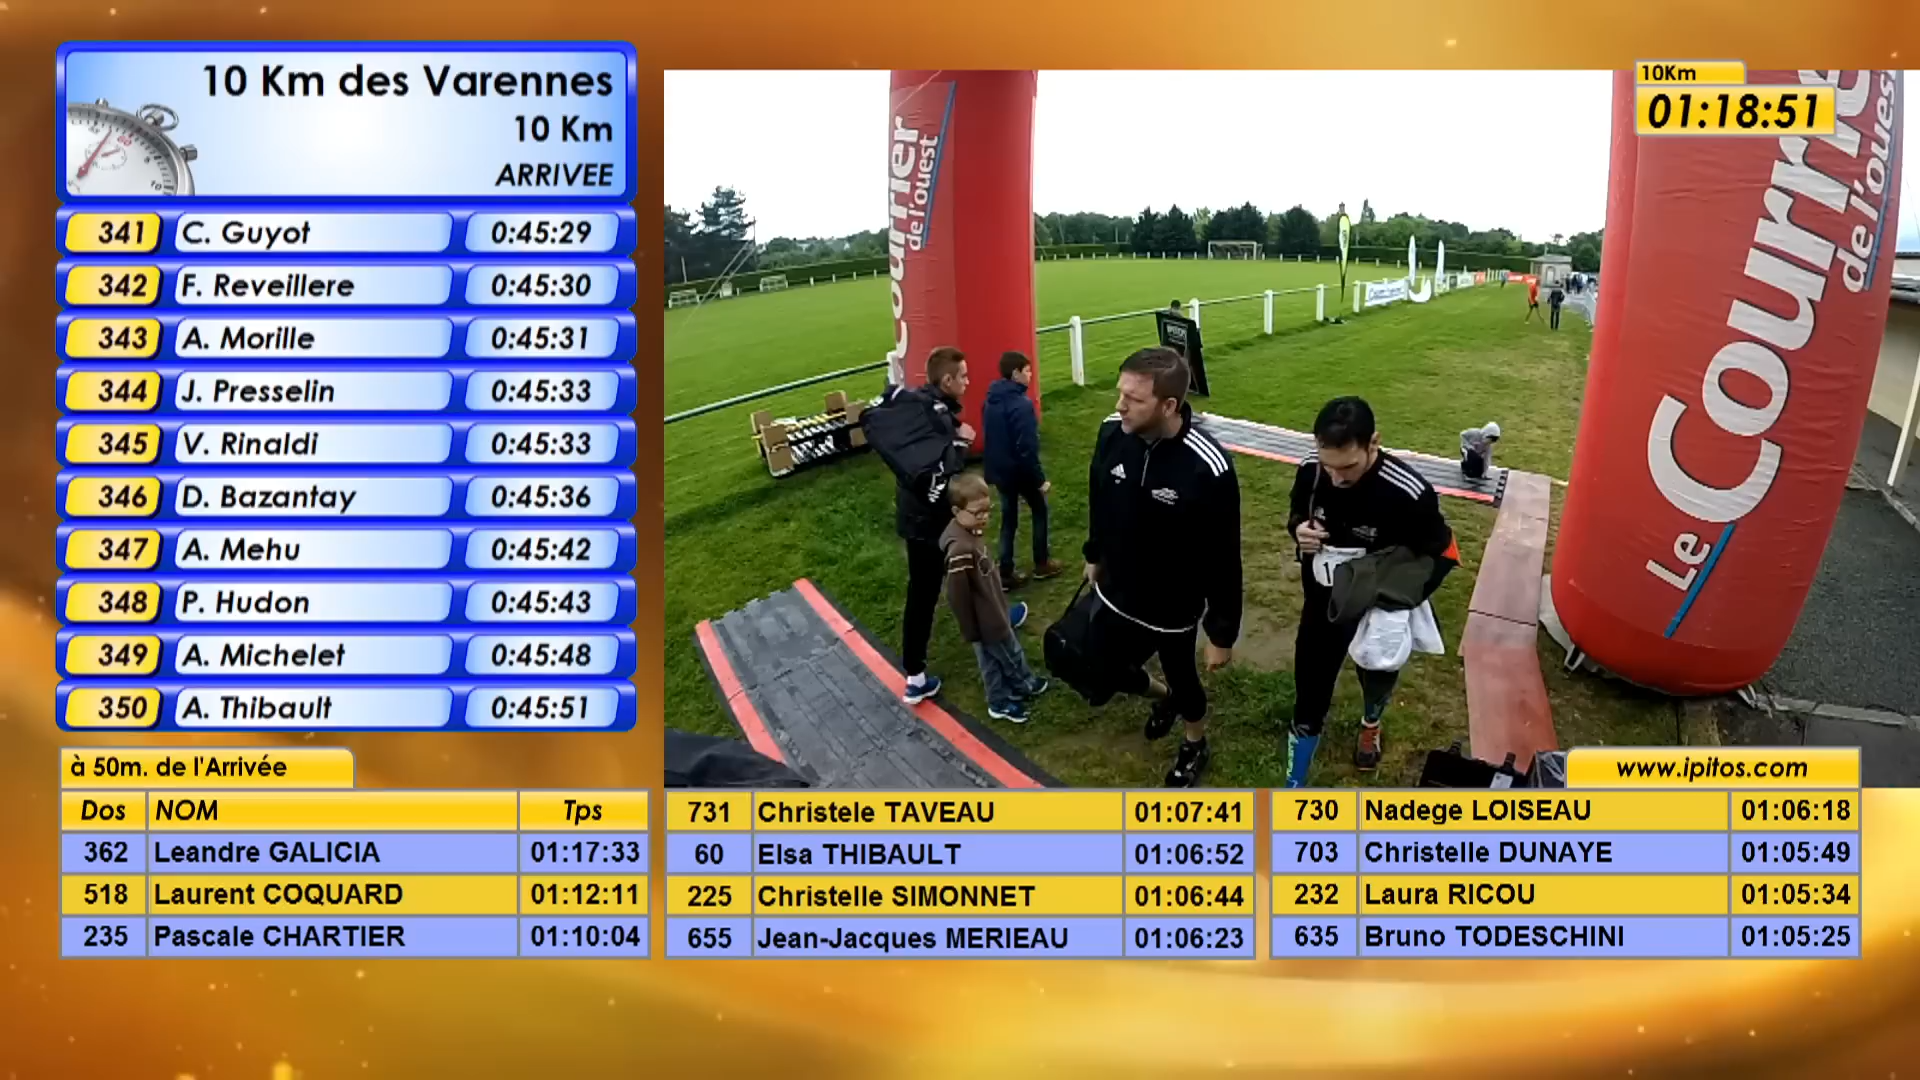 10 Km des Varennes
10 Km
ARRIVEE
341 C. Guyot 0:45:29
342 F. Reveillere 0:45:30
343 A. Morille 0:45:31
344 J. Presselin 0:45:33
345 V. Rinaldi 0:45:33
346 D. Bazantay 0:45:36
347 A. Mehu 0:45:42
348 P. Hudon 0:45:43
349 A. Michelet 0:45:48
350 A. Thibault 0:45:51
10Km
01:18:51
Courrier
de l'ouest
Le Courrie
de l'ouest
adidas
à 50m. de l'Arrivée
www.ipitos.com
Dos NOM Tps
362 Leandre GALICIA 01:17:33
518 Laurent COQUARD 01:12:11
235 Pascale CHARTIER 01:10:04
731 Christele TAVEAU 01:07:41
60 Elsa THIBAULT 01:06:52
225 Christelle SIMONNET 01:06:44
655 Jean-Jacques MERIEAU 01:06:23
730 Nadege LOISEAU 01:06:18
703 Christelle DUNAYE 01:05:49
232 Laura RICOU 01:05:34
635 Bruno TODESCHINI 01:05:25